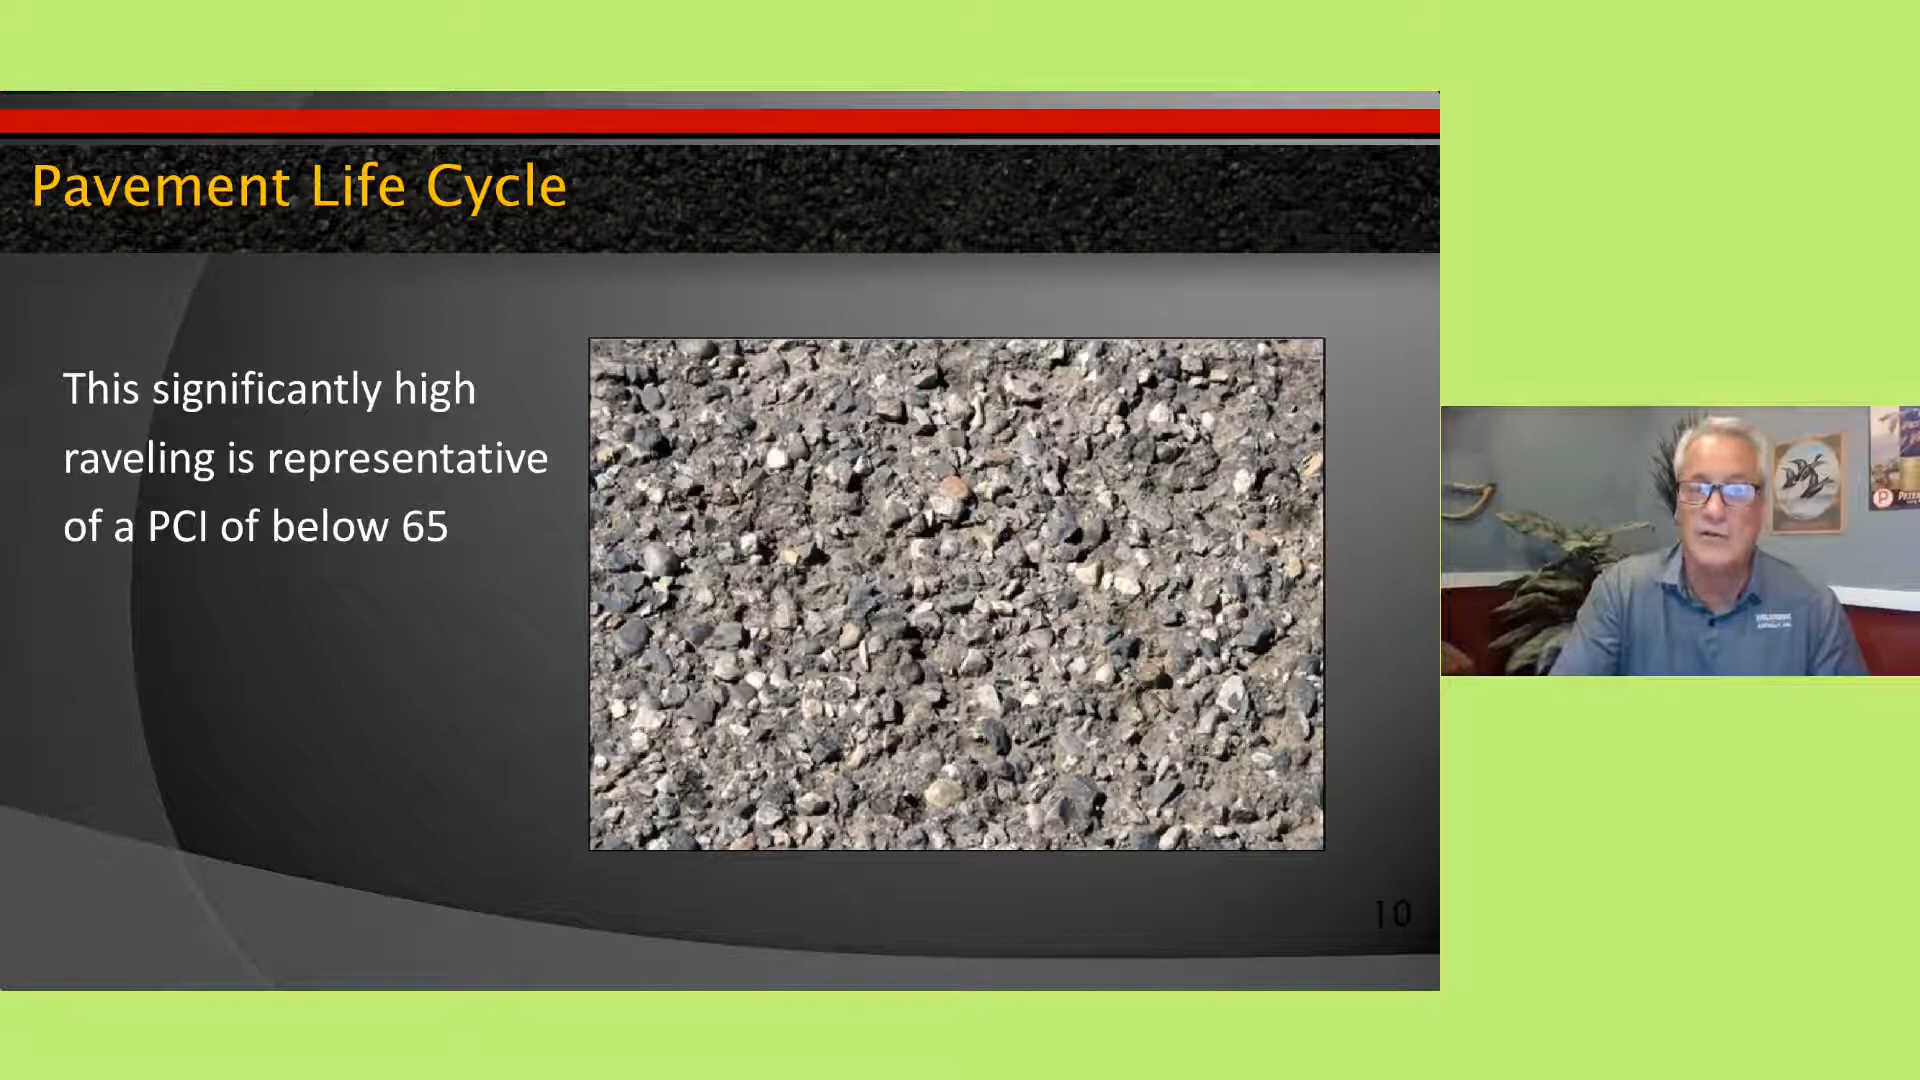 Pavement Life Cycle
This significantly high
raveling is representative
of a PCI of below 65
10